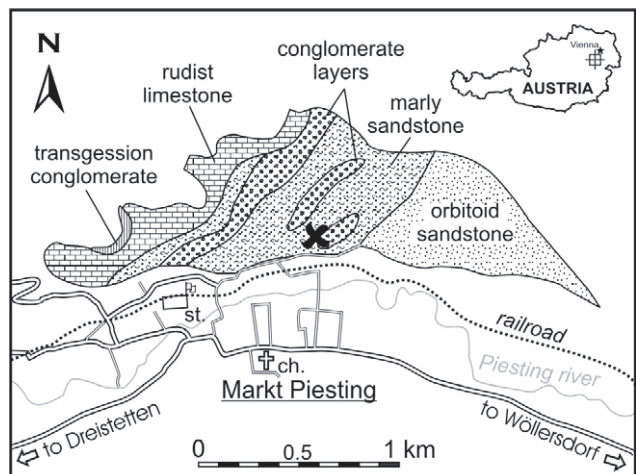 N
rudist
limestone
conglomerate
layers
Vienna
AUSTRIA
marly
sandstone
transgession
conglomerate
orbitoid
sandstone
st.
railroad
Piesting river
ch.
Markt Piesting
to Dreistetten
to Wöllersdorf
0 0.5 1 km